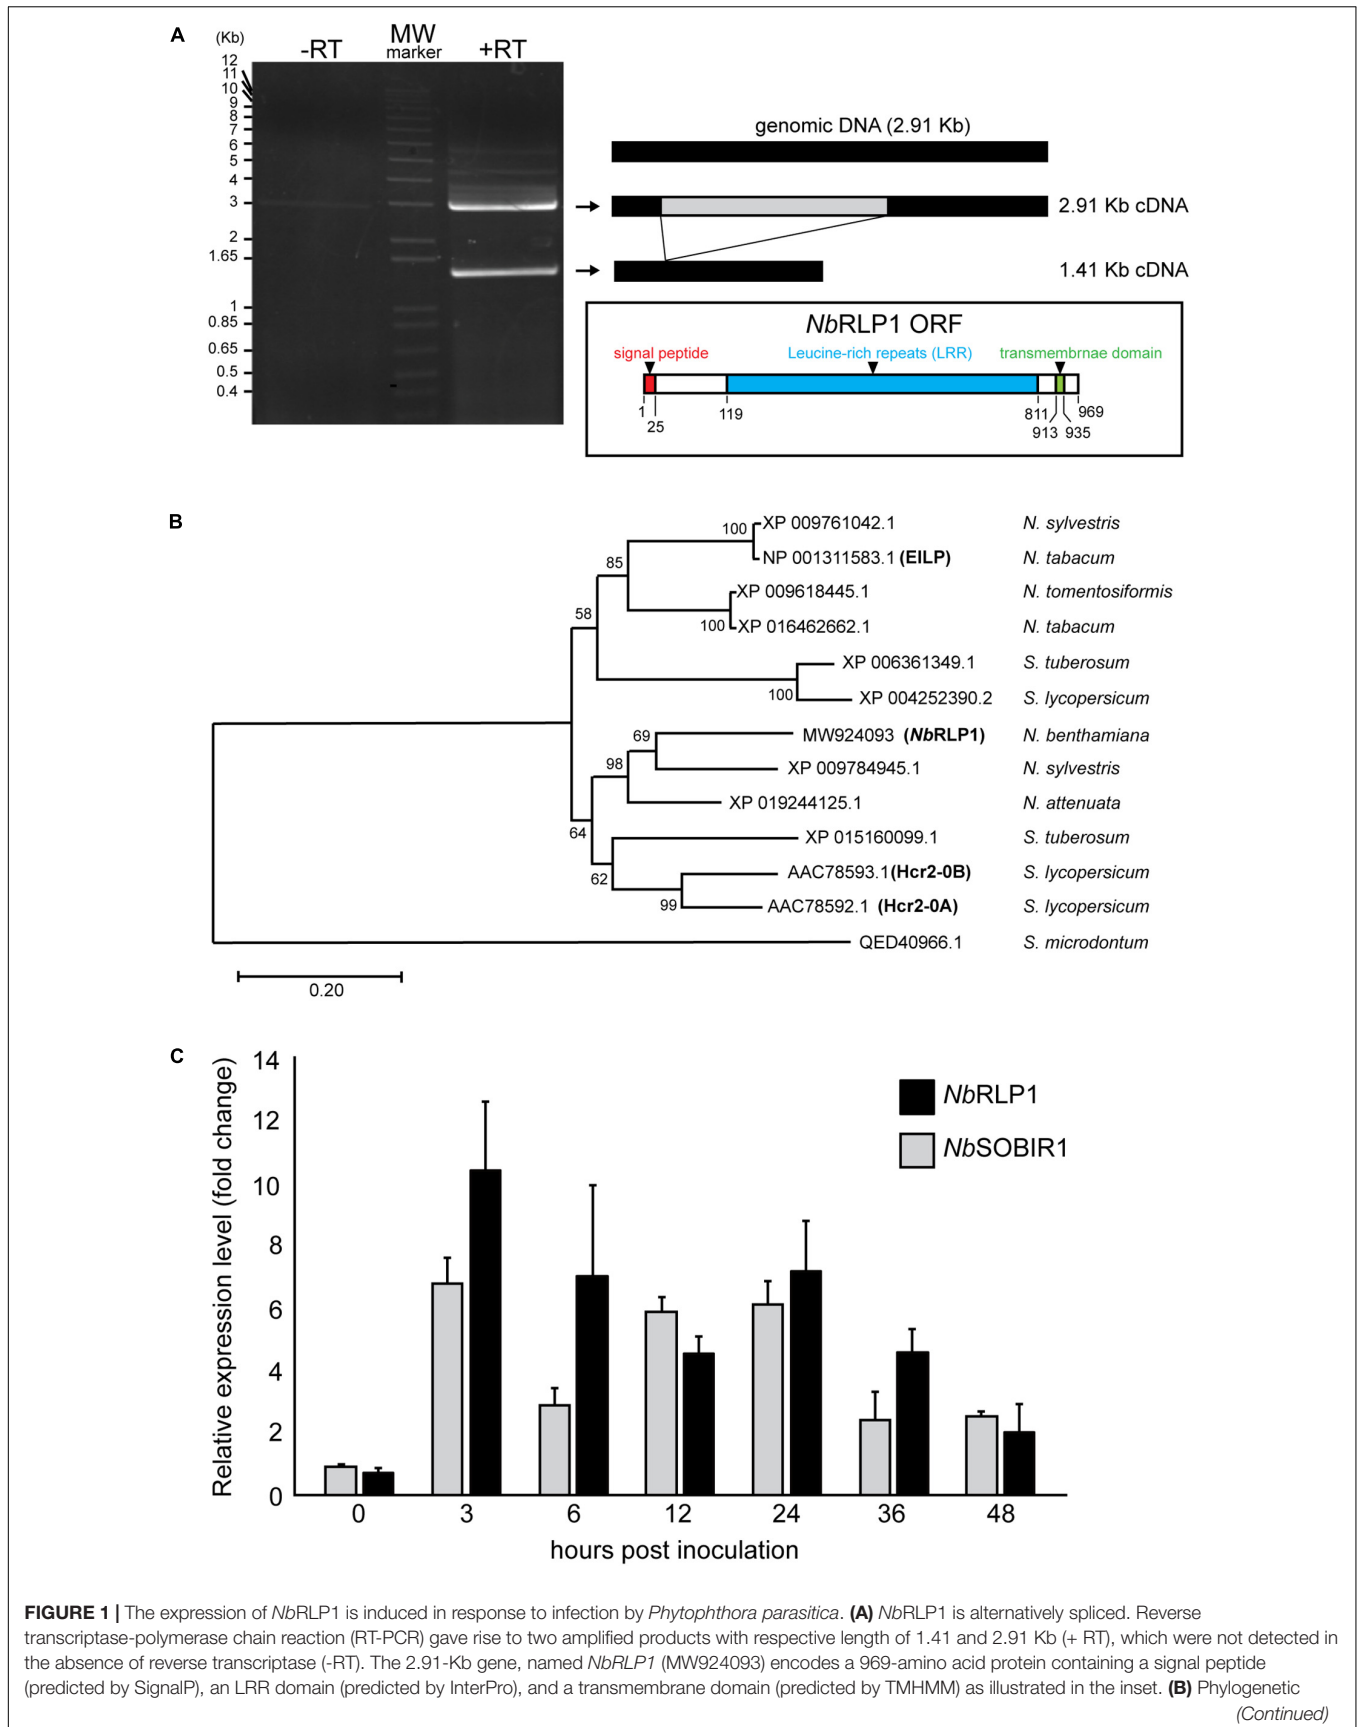 A
(Kb)
-RT
MW
marker
+RT
12
11
10
9
8
7
6
5
4
3
2
1.65
1
0.85
0.65
0.5
0.4
genomic DNA (2.91 Kb)
2.91 Kb cDNA
1.41 Kb cDNA
NbRLP1 ORF
signal peptide Leucine-rich repeats (LRR) transmembrnae domain
1 119 811 969
25 913 935
B
100 XP 009761042.1 N. sylvestris
NP 001311583.1 (EILP) N. tabacum
85
XP 009618445.1 N. tomentosiformis
100 XP 016462662.1 N. tabacum
58
XP 006361349.1 S. tuberosum
100 XP 004252390.2 S. lycopersicum
69 MW924093 (NbRLP1) N. benthamiana
98 XP 009784945.1 N. sylvestris
XP 019244125.1 N. attenuata
64 XP 015160099.1 S. tuberosum
62 AAC78593.1(Hcr2-0B) S. lycopersicum
99 AAC78592.1 (Hcr2-0A) S. lycopersicum
QED40966.1 S. microdontum
0.20
C
Relative expression level (fold change)
14
12
10
8
6
4
2
0
NbRLP1
NbSOBIR1
0 3 6 12 24 36 48
hours post inoculation
FIGURE 1 | The expression of NbRLP1 is induced in response to infection by Phytophthora parasitica. (A) NbRLP1 is alternatively spliced. Reverse
transcriptase-polymerase chain reaction (RT-PCR) gave rise to two amplified products with respective length of 1.41 and 2.91 Kb (+ RT), which were not detected in
the absence of reverse transcriptase (-RT). The 2.91-Kb gene, named NbRLP1 (MW924093) encodes a 969-amino acid protein containing a signal peptide
(predicted by SignalP), an LRR domain (predicted by InterPro), and a transmembrane domain (predicted by TMHMM) as illustrated in the inset. (B) Phylogenetic
(Continued)